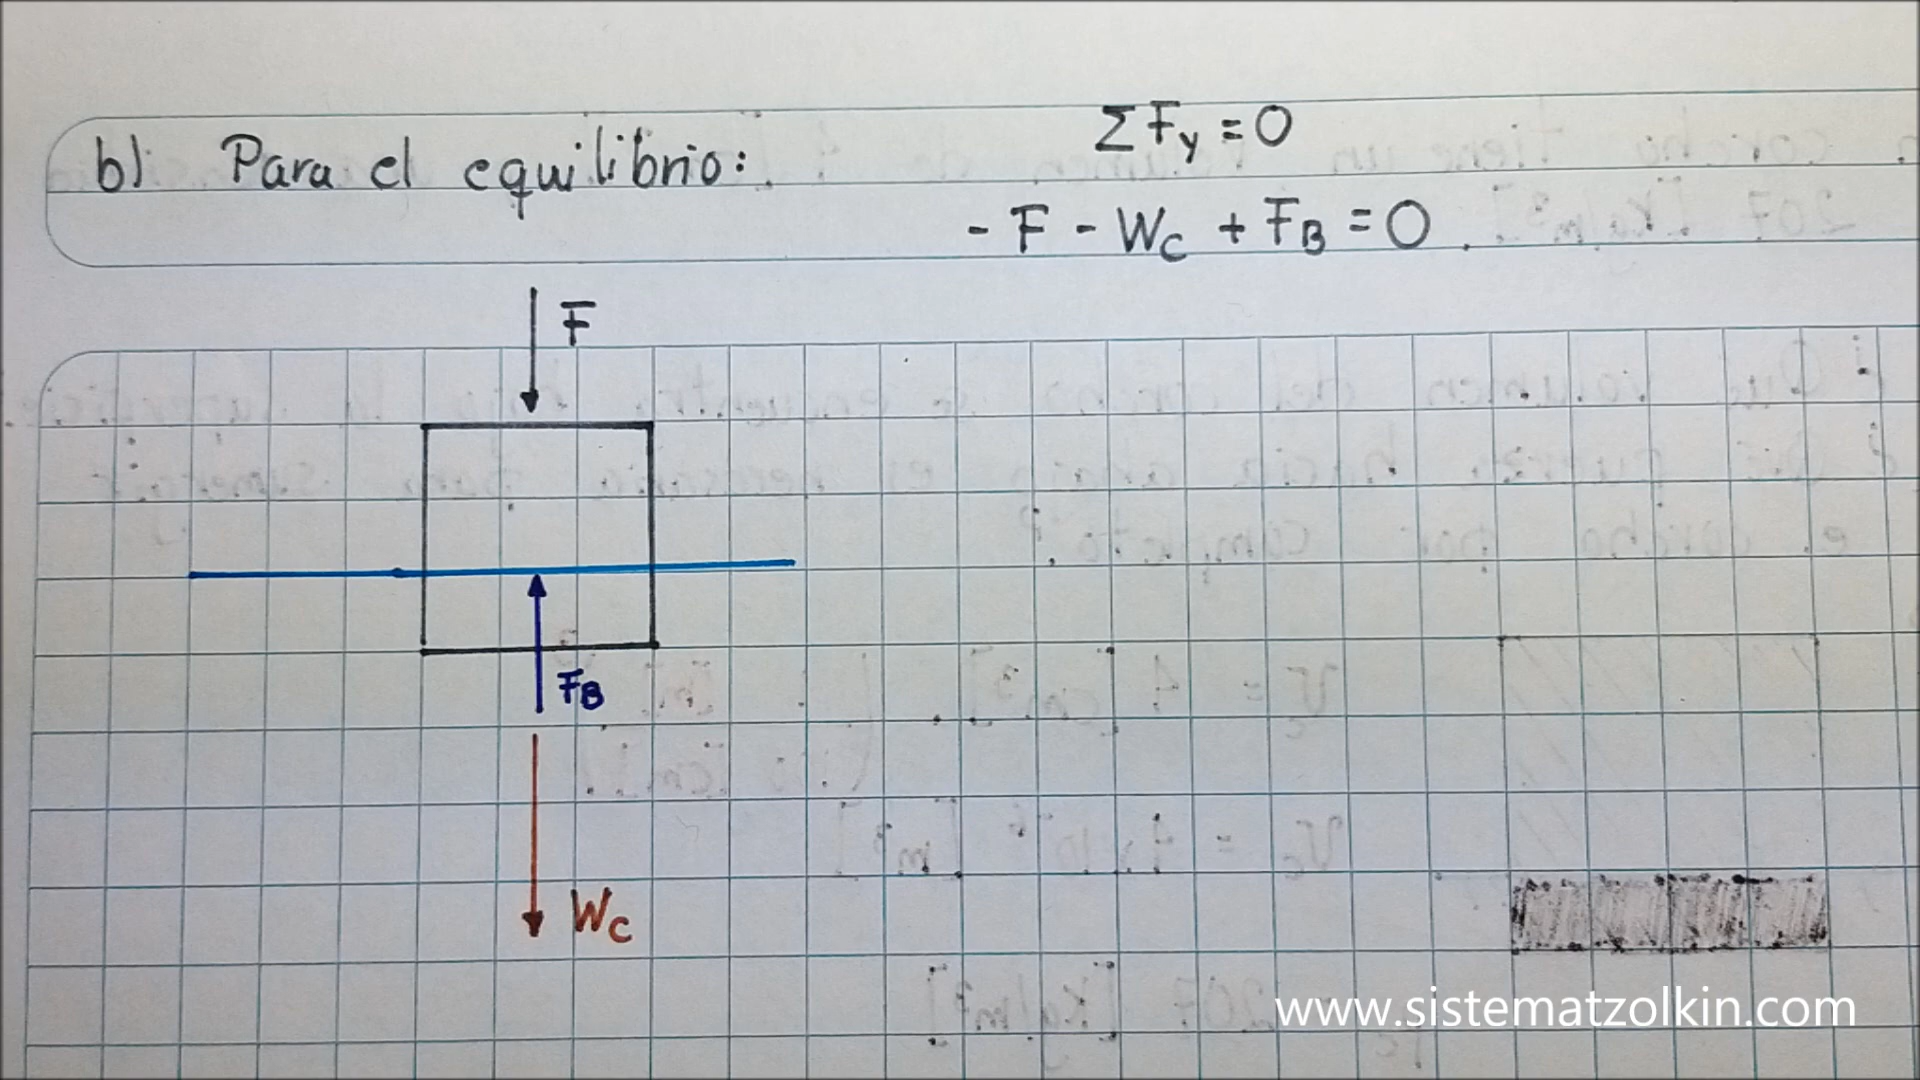 b) Para el equilibrio:
ΣFy = 0
- F - Wc + FB = 0.
F
FB
Wc
www.sistematzolkin.com